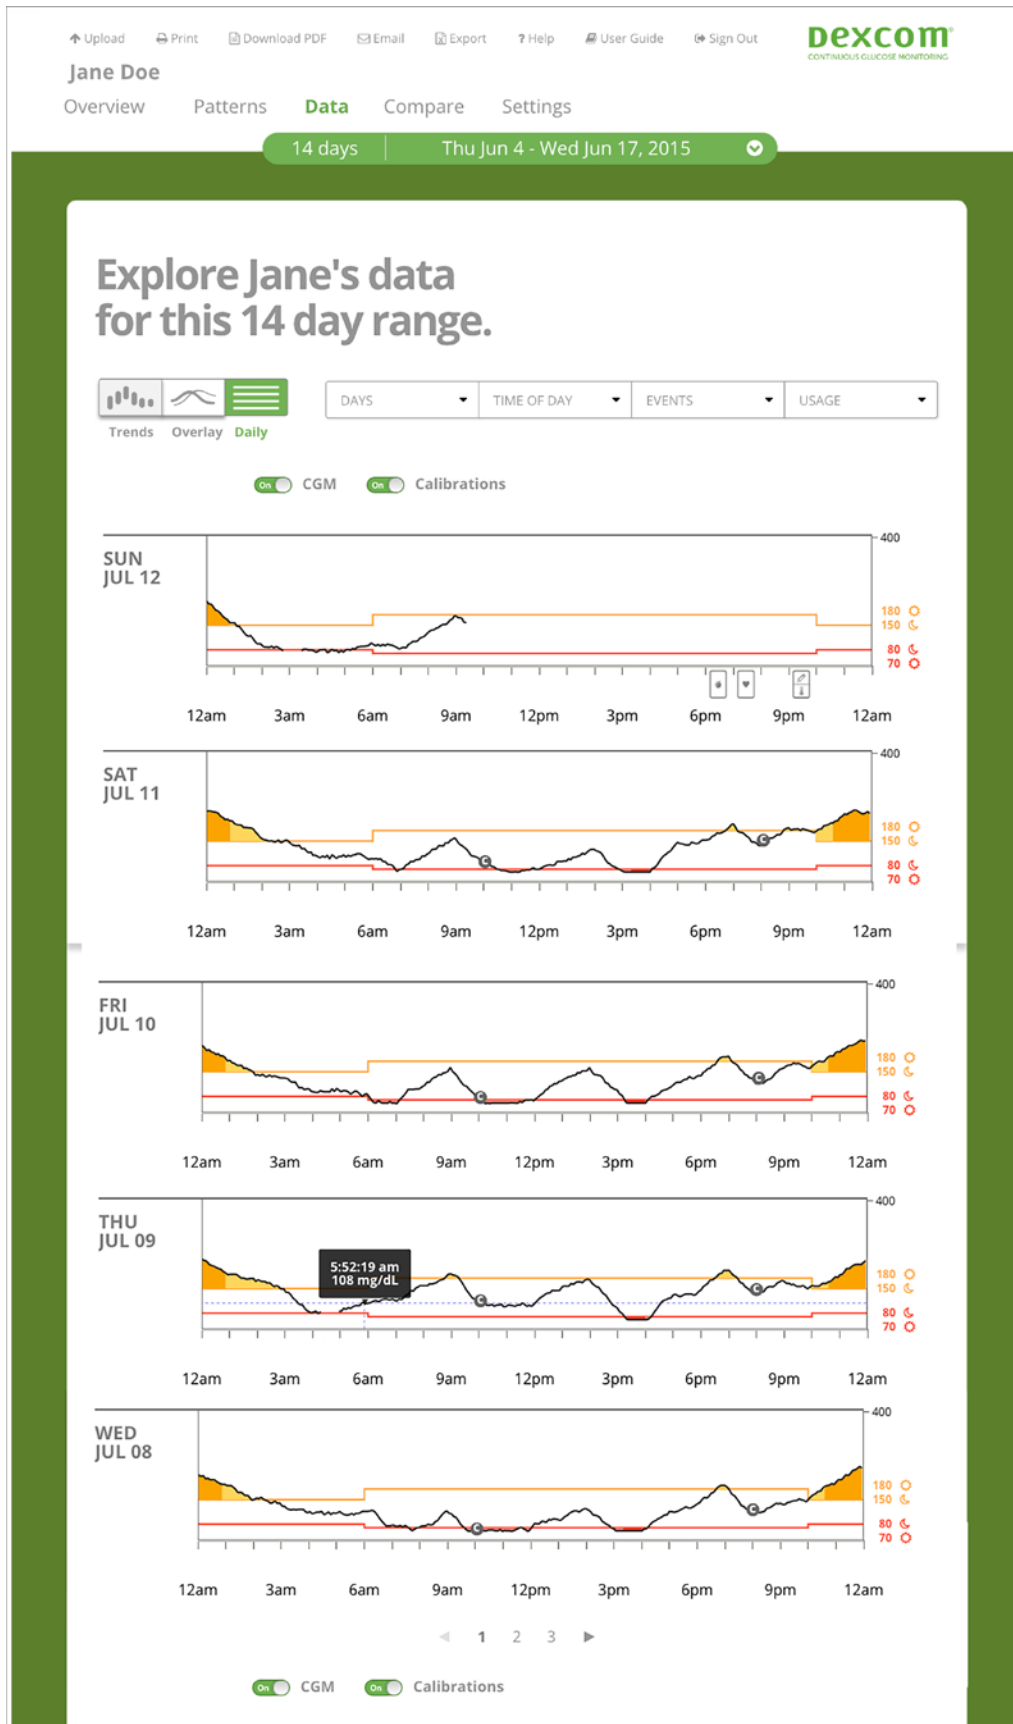 Upload Print Download PDF Email Export ? Help User Guide Sign Out
Dexcom
CONTINUOUS GLUCOSE MONITORING
Jane Doe
Overview Patterns Data Compare Settings
14 days Thu Jun 4 - Wed Jun 17, 2015
Explore Jane's data
for this 14 day range.
DAYS TIME OF DAY EVENTS USAGE
Trends Overlay Daily
On CGM On Calibrations
400
SUN
JUL 12
180
150
80
70
12am 3am 6am 9am 12pm 3pm 6pm 9pm 12am
400
SAT
JUL 11
180
150
C
C
80
70
12am 3am 6am 9am 12pm 3pm 6pm 9pm 12am
400
FRI
JUL 10
180
150
C
C
80
70
12am 3am 6am 9am 12pm 3pm 6pm 9pm 12am
400
THU
JUL 09
5:52:19 am
108 mg/dL
180
150
C
C
80
70
12am 3am 6am 9am 12pm 3pm 6pm 9pm 12am
400
WED
JUL 08
180
150
C
C
80
70
12am 3am 6am 9am 12pm 3pm 6pm 9pm 12am
1 2 3
On CGM On Calibrations